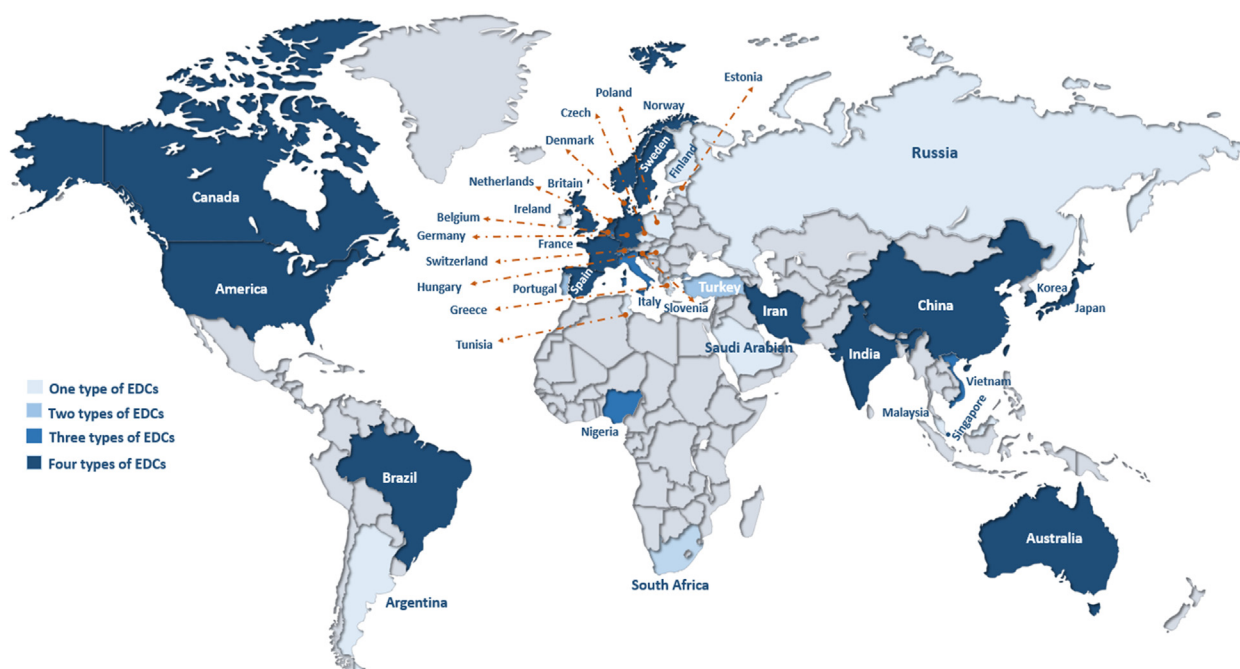 Estonia
Poland
Norway
Czech
Denmark
Sweden
Finland
Russia
Netherlands
Britain
Canada
Ireland
Belgium
Germany
France
Switzerland
Spain
Turkey
America
Hungary
Portugal
Italy
Iran
China
Korea
Greece
Slovenia
Japan
Tunisia
Saudi Arabian
India
One type of EDCs
Vietnam
Two types of EDCs
Malaysia
Singapore
Three types of EDCs
Nigeria
Four types of EDCs
Brazil
Australia
South Africa
Argentina